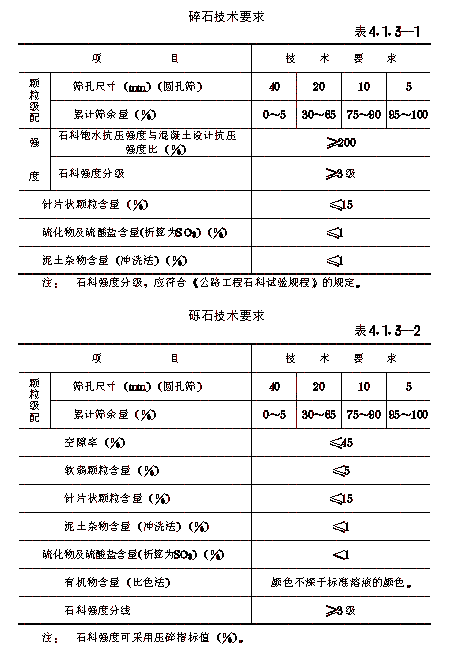 碎石技术要求
表4.1.3—1
项 目 技 术 要 求
颗粒级配 筛孔尺寸(mm)(圆孔筛) 40 20 10 5
累计筛余量(%) 0～5 30～65 75～90 95～100
强度 石料饱水抗压强度与混凝土设计抗压
强度比(%) ≥200
石料强度分级 ≥3级
针片状颗粒含量(%) ≤15
硫化物及硫酸盐含量(折算为SO₃)(%) ≤1
泥土杂物含量(冲洗法)(%) ≤1
注: 石料强度分级,应符合《公路工程石料试验规程》的规定。
砾石技术要求
表4.1.3—2
项 目 技 术 要 求
颗粒级配 筛孔尺寸(mm)(圆孔筛) 40 20 10 5
累计筛余量(%) 0～5 30～65 75～90 95～100
空隙率(%) ≤45
软弱颗粒含量(%) ≤5
针片状颗粒含量(%) ≤15
泥土杂物含量(冲洗法)(%) ≤1
硫化物及硫酸盐含量(折算为SO₃)(%) <1
有机物含量(比色法) 颜色不深于标准溶液的颜色。
石料强度分线 ≥3级
注: 石料强度可采用压碎指标值(%)。